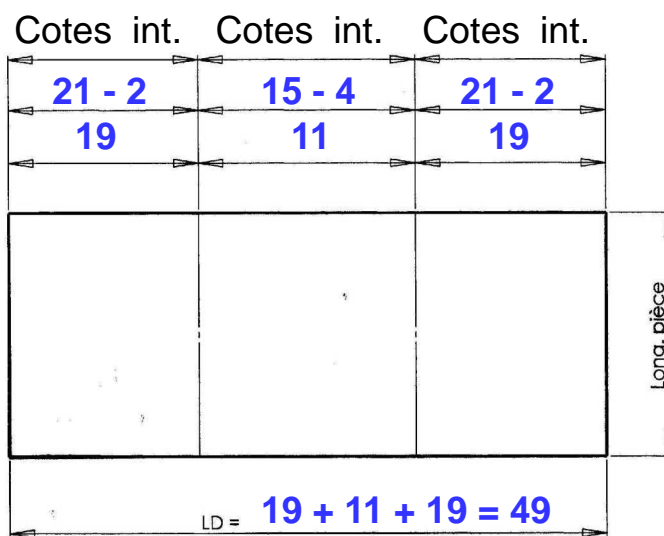 Cotes int. Cotes int. Cotes int.
21 - 2 15 - 4 21 - 2
19 11 19
Long. pièce
LD = 19 + 11 + 19 = 49